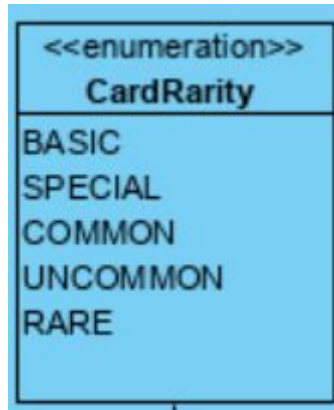 <<enumeration>>
CardRarity
BASIC
SPECIAL
COMMON
UNCOMMON
RARE